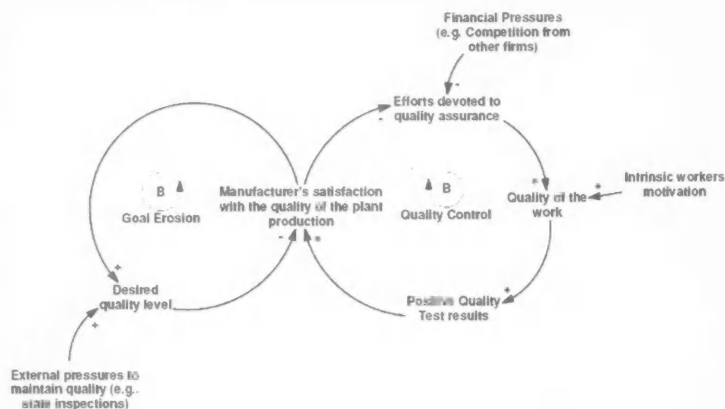 Financial Pressures
(e.g. Competition from
other firms)
-
Efforts devoted to
quality assurance
-
B
Goal Erosion
Manufacturer's satisfaction
with the quality of the plant
production
-
+
B
Quality Control
+
Quality of the
work
+
Intrinsic workers
motivation
+
Desired
quality level
+
+
Positive Quality
Test results
External pressures to
maintain quality (e.g.
state inspections)